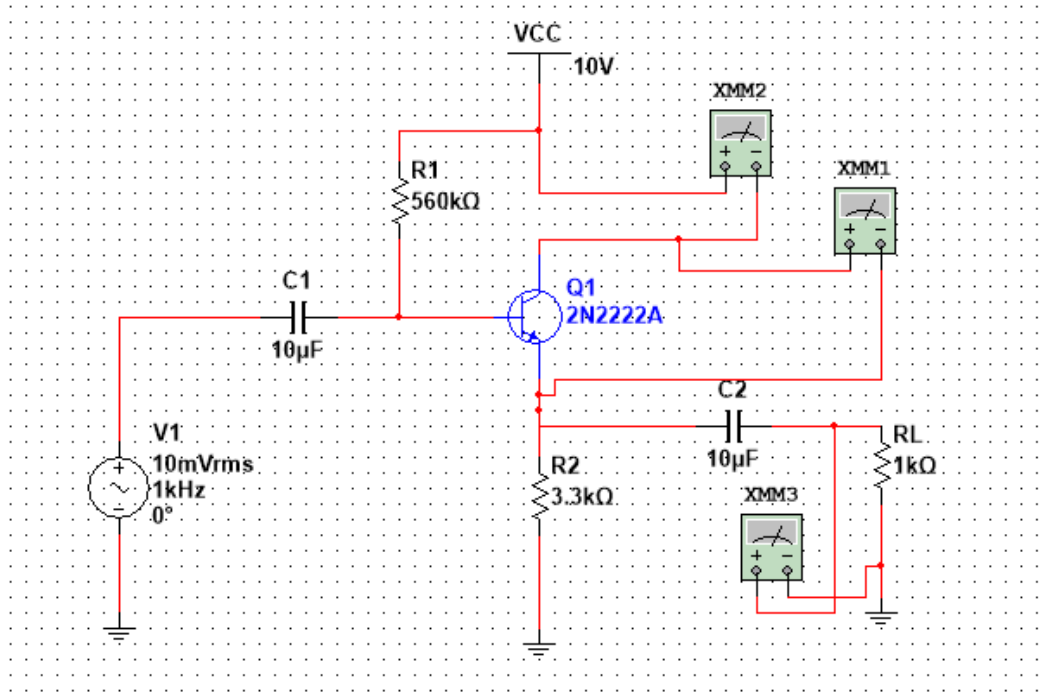 VCC
10V
XMM2
+ −
XMM1
+ −
R1
560kΩ
C1
10µF
Q1
2N2222A
C2
10µF
V1
10mVrms
1kHz
0°
+
−
R2
3.3kΩ
RL
1kΩ
XMM3
+ −